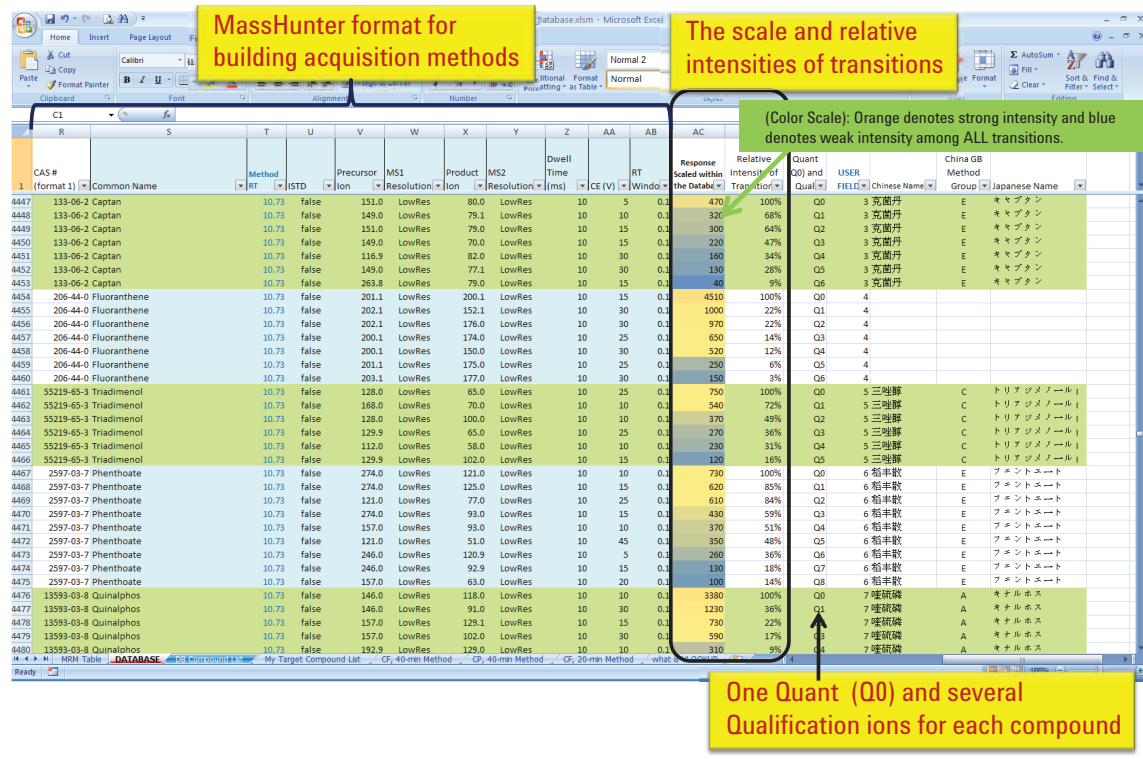 Database.xlsm - Microsoft Excel
MassHunter format for
building acquisition methods
The scale and relative
intensities of transitions
Home Insert Page Layout
Cut
Copy
Format Painter
Paste
Calibri
B I U
Normal 2
Normal
Format
as Table
Format
AutoSum
Fill
Clear
Sort & Filter
Find & Select
Clipboard Font Alignment Number Styles Editing
(Color Scale): Orange denotes strong intensity and blue
denotes weak intensity among ALL transitions.
C1 fx
R S T U V W X Y Z AA AB AC
1 CAS # (format 1) Common Name Method RT ISTD Precursor Ion MS1 Resolution Product Ion MS2 Resolution Dwell Time (ms) CE (V) RT Windo Response Scaled within the Databa Relative Intensity of Transition Quant Q0) and Qual USER FIELD Chinese Name China GB Method Group Japanese Name
4447 133-06-2 Captan 10.73 false 151.0 LowRes 80.0 LowRes 10 5 0.1 470 100% Q0 3 克菌丹 E キャプタン
4448 133-06-2 Captan 10.73 false 149.0 LowRes 79.1 LowRes 10 10 0.1 320 68% Q1 3 克菌丹 E キャプタン
4449 133-06-2 Captan 10.73 false 151.0 LowRes 79.0 LowRes 10 15 0.1 300 64% Q2 3 克菌丹 E キャプタン
4450 133-06-2 Captan 10.73 false 149.0 LowRes 70.0 LowRes 10 15 0.1 220 47% Q3 3 克菌丹 E キャプタン
4451 133-06-2 Captan 10.73 false 116.9 LowRes 82.0 LowRes 10 30 0.1 160 34% Q4 3 克菌丹 E キャプタン
4452 133-06-2 Captan 10.73 false 149.0 LowRes 77.1 LowRes 10 30 0.1 130 28% Q5 3 克菌丹 E キャプタン
4453 133-06-2 Captan 10.73 false 263.8 LowRes 79.0 LowRes 10 15 0.1 40 9% Q6 3 克菌丹 E キャプタン
4454 206-44-0 Fluoranthene 10.73 false 201.1 LowRes 200.1 LowRes 10 15 0.1 4510 100% Q0 4
4455 206-44-0 Fluoranthene 10.73 false 202.1 LowRes 152.1 LowRes 10 30 0.1 1000 22% Q1 4
4456 206-44-0 Fluoranthene 10.73 false 202.1 LowRes 176.0 LowRes 10 30 0.1 970 22% Q2 4
4457 206-44-0 Fluoranthene 10.73 false 200.1 LowRes 174.0 LowRes 10 25 0.1 650 14% Q3 4
4458 206-44-0 Fluoranthene 10.73 false 200.1 LowRes 150.0 LowRes 10 30 0.1 520 12% Q4 4
4459 206-44-0 Fluoranthene 10.73 false 201.1 LowRes 175.0 LowRes 10 25 0.1 250 6% Q5 4
4460 206-44-0 Fluoranthene 10.73 false 203.1 LowRes 177.0 LowRes 10 30 0.1 150 3% Q6 4
4461 55219-65-3 Triadimenol 10.73 false 128.0 LowRes 65.0 LowRes 10 25 0.1 750 100% Q0 5 三唑醇 C トリアジメノール
4462 55219-65-3 Triadimenol 10.73 false 168.0 LowRes 70.0 LowRes 10 10 0.1 540 72% Q1 5 三唑醇 C トリアジメノール
4463 55219-65-3 Triadimenol 10.73 false 128.0 LowRes 100.0 LowRes 10 10 0.1 370 49% Q2 5 三唑醇 C トリアジメノール
4464 55219-65-3 Triadimenol 10.73 false 129.9 LowRes 65.0 LowRes 10 25 0.1 270 36% Q3 5 三唑醇 C トリアジメノール
4465 55219-65-3 Triadimenol 10.73 false 112.0 LowRes 58.0 LowRes 10 10 0.1 230 31% Q4 5 三唑醇 C トリアジメノール
4466 55219-65-3 Triadimenol 10.73 false 129.9 LowRes 102.0 LowRes 10 15 0.1 120 16% Q5 5 三唑醇 C トリアジメノール
4467 2597-03-7 Phenthoate 10.73 false 274.0 LowRes 121.0 LowRes 10 10 0.1 730 100% Q0 6 稻丰散 E フェントエート
4468 2597-03-7 Phenthoate 10.73 false 274.0 LowRes 125.0 LowRes 10 15 0.1 620 85% Q1 6 稻丰散 E フェントエート
4469 2597-03-7 Phenthoate 10.73 false 121.0 LowRes 77.0 LowRes 10 25 0.1 610 84% Q2 6 稻丰散 E フェントエート
4470 2597-03-7 Phenthoate 10.73 false 274.0 LowRes 93.0 LowRes 10 15 0.1 430 59% Q3 6 稻丰散 E フェントエート
4471 2597-03-7 Phenthoate 10.73 false 157.0 LowRes 93.0 LowRes 10 10 0.1 370 51% Q4 6 稻丰散 E フェントエート
4472 2597-03-7 Phenthoate 10.73 false 121.0 LowRes 51.0 LowRes 10 45 0.1 350 48% Q5 6 稻丰散 E フェントエート
4473 2597-03-7 Phenthoate 10.73 false 246.0 LowRes 120.9 LowRes 10 5 0.1 260 36% Q6 6 稻丰散 E フェントエート
4474 2597-03-7 Phenthoate 10.73 false 246.0 LowRes 92.9 LowRes 10 15 0.1 130 18% Q7 6 稻丰散 E フェントエート
4475 2597-03-7 Phenthoate 10.73 false 157.0 LowRes 63.0 LowRes 10 20 0.1 100 14% Q8 6 稻丰散 E フェントエート
4476 13593-03-8 Quinalphos 10.73 false 146.0 LowRes 118.0 LowRes 10 10 0.1 3380 100% Q0 7 喹硫磷 A キナルホス
4477 13593-03-8 Quinalphos 10.73 false 146.0 LowRes 91.0 LowRes 10 30 0.1 1230 36% Q1 7 喹硫磷 A キナルホス
4478 13593-03-8 Quinalphos 10.73 false 157.0 LowRes 129.1 LowRes 10 15 0.1 730 22% 7 喹硫磷 A キナルホス
4479 13593-03-8 Quinalphos 10.73 false 157.0 LowRes 102.0 LowRes 10 30 0.1 590 17% 7 喹硫磷 A キナルホス
4480 13593-03-8 Quinalphos 10.73 false 192.9 LowRes 129.0 LowRes 10 10 0.1 310 9% 7 喹硫磷 A キナルホス
MRM Table DATABASE DB Compound List My Target Compound List CF, 40-min Method CP, 40-min Method CF, 20-min Method what is VLOOKUP
Ready 100%
One Quant (Q0) and several
Qualification ions for each compound